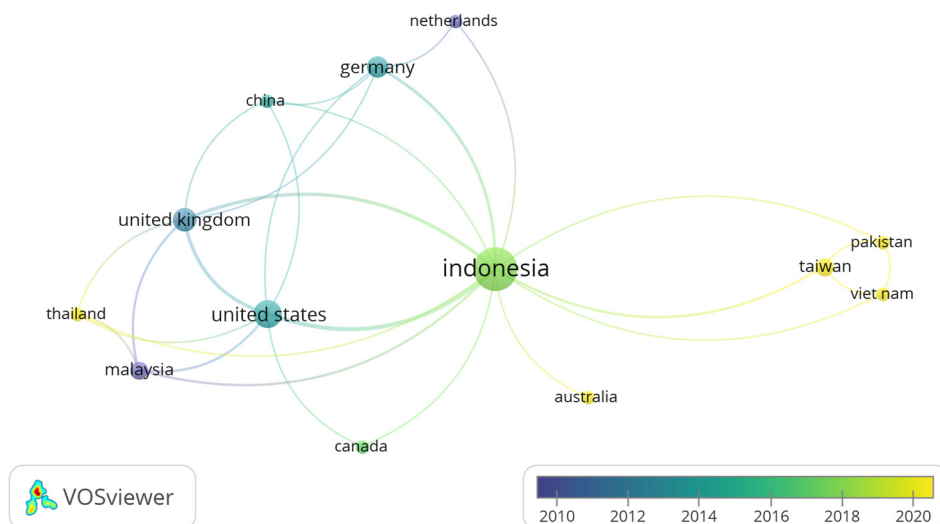 netherlands
germany
china
united kingdom
indonesia
pakistan
taiwan
viet nam
united states
thailand
malaysia
australia
canada
VOSviewer
2010 2012 2014 2016 2018 2020